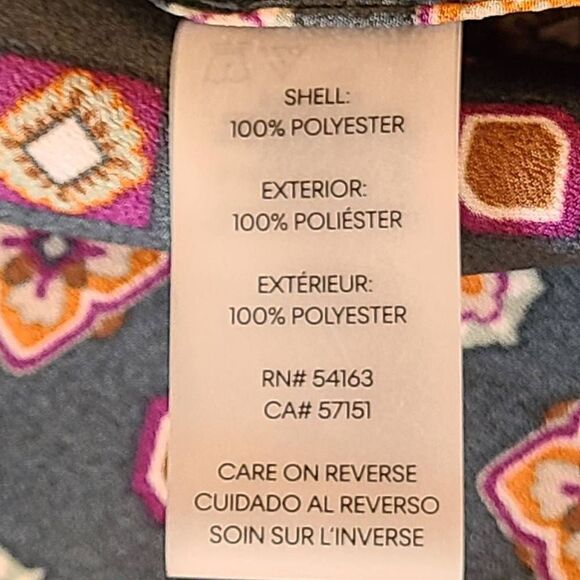 SHELL:
100% POLYESTER
EXTERIOR:
100% POLIÉSTER
EXTÉRIEUR:
100% POLYESTER
RN# 54163
CA# 57151
CARE ON REVERSE
CUIDADO AL REVERSO
SOIN SUR L'INVERSE